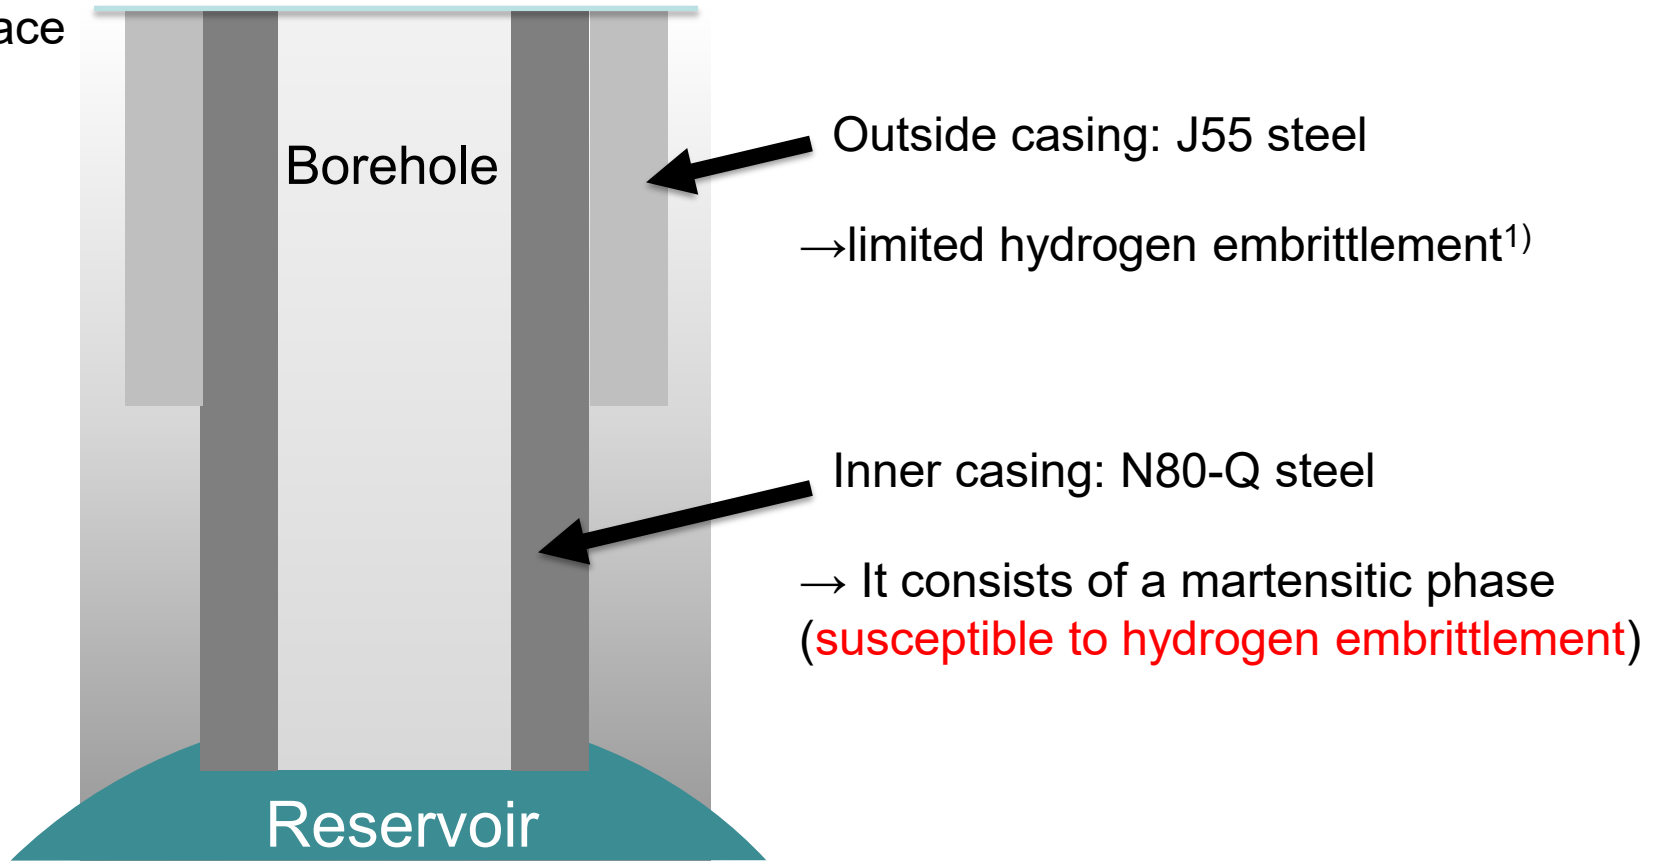 ace
Borehole
Outside casing: J55 steel
→limited hydrogen embrittlement¹⁾
Inner casing: N80-Q steel
→ It consists of a martensitic phase
(susceptible to hydrogen embrittlement)
Reservoir